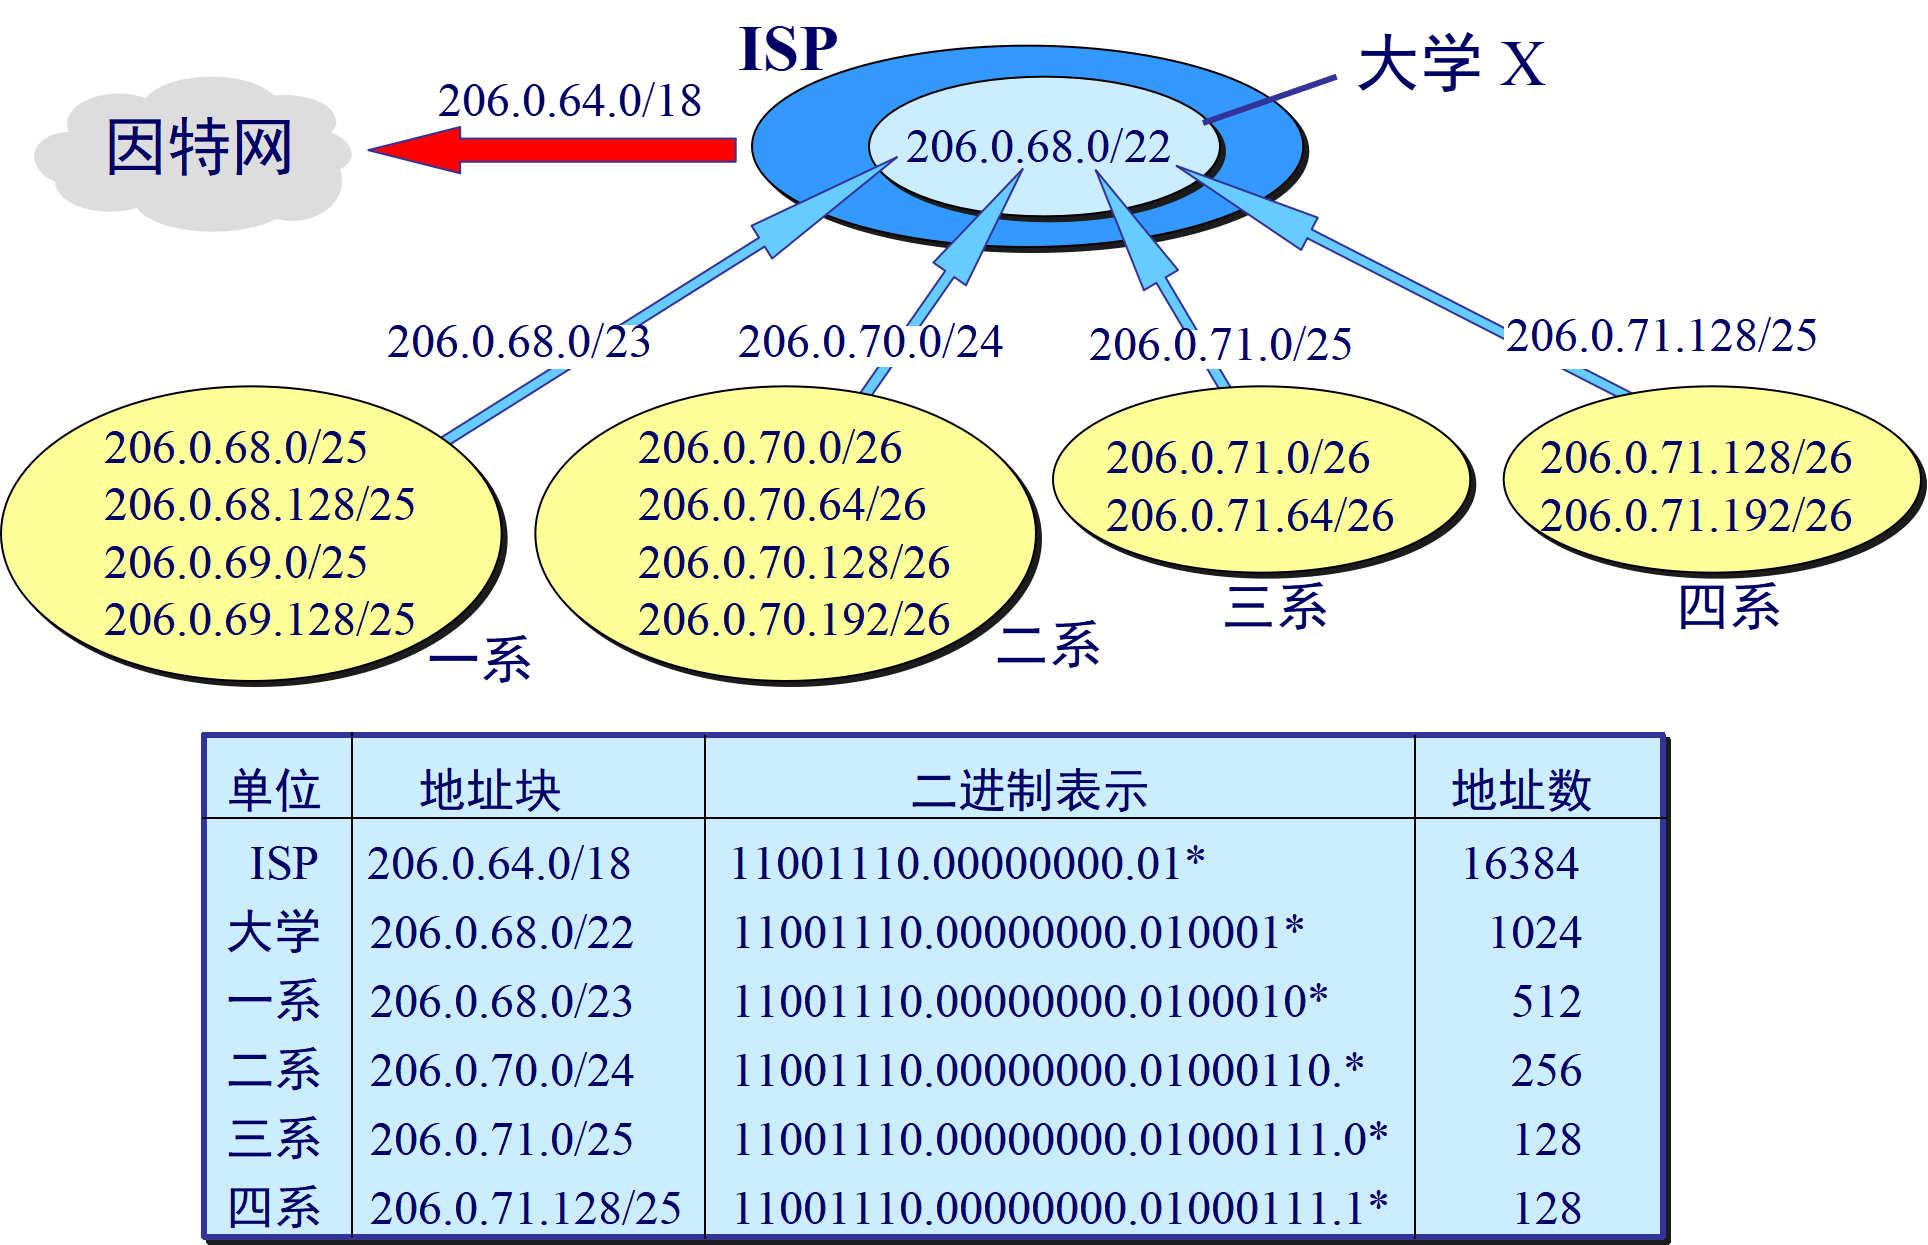 ISP
大学 X
206.0.64.0/18
因特网
206.0.68.0/22
206.0.68.0/23
206.0.70.0/24
206.0.71.0/25
206.0.71.128/25
206.0.68.0/25
206.0.68.128/25
206.0.69.0/25
206.0.69.128/25
一系
206.0.70.0/26
206.0.70.64/26
206.0.70.128/26
206.0.70.192/26
二系
206.0.71.0/26
206.0.71.64/26
三系
206.0.71.128/26
206.0.71.192/26
四系
单位 地址块 二进制表示 地址数
ISP 206.0.64.0/18 11001110.00000000.01* 16384
大学 206.0.68.0/22 11001110.00000000.010001* 1024
一系 206.0.68.0/23 11001110.00000000.0100010* 512
二系 206.0.70.0/24 11001110.00000000.01000110.* 256
三系 206.0.71.0/25 11001110.00000000.01000111.0* 128
四系 206.0.71.128/25 11001110.00000000.01000111.1* 128